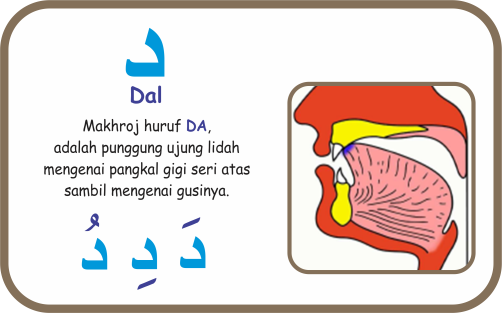 د
Dal
Makhroj huruf DA,
adalah punggung ujung lidah
mengenai pangkal gigi seri atas
sambil mengenai gusinya.
دَ دِ دُ